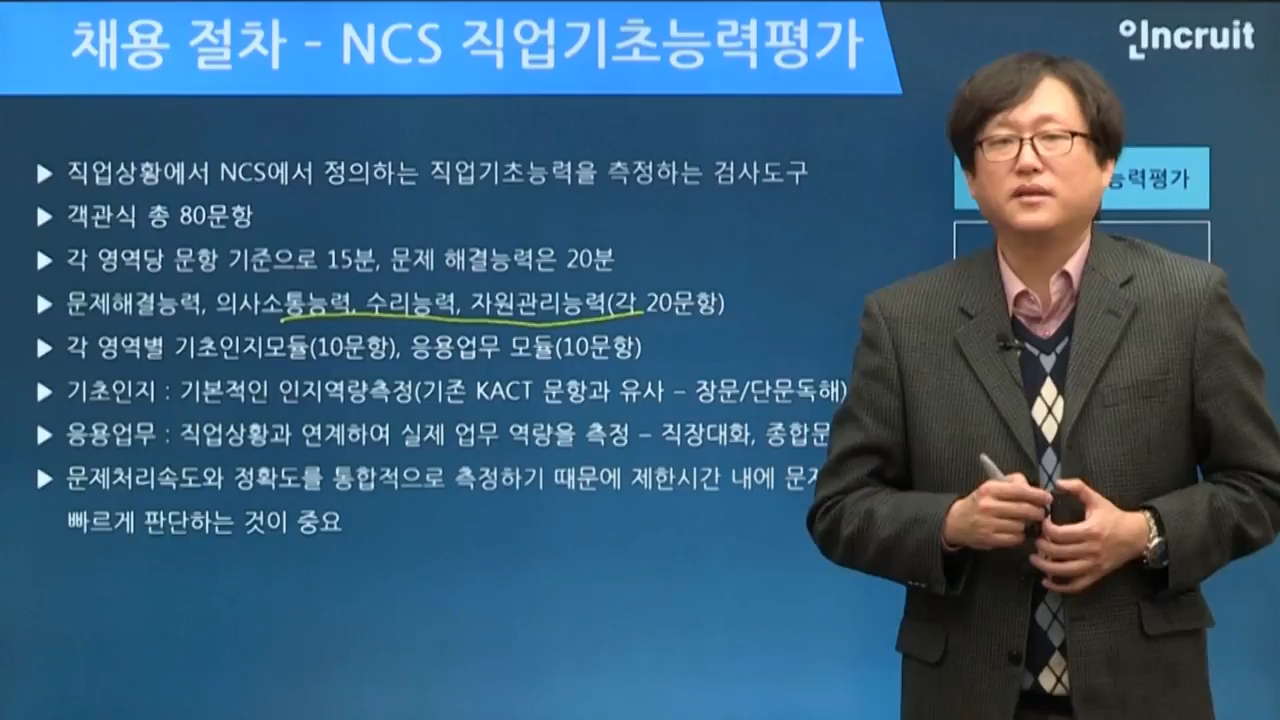 채용 절차 - NCS 직업기초능력평가
인incruit
▶ 직업상황에서 NCS에서 정의하는 직업기초능력을 측정하는 검사도구
▶ 객관식 총 80문항
▶ 각 영역당 문항 기준으로 15분, 문제 해결능력은 20분
▶ 문제해결능력, 의사소통능력, 수리능력, 자원관리능력(각 20문항)
▶ 각 영역별 기초인지모듈(10문항), 응용업무 모듈(10문항)
▶ 기초인지 : 기본적인 인지역량측정(기존 KACT 문항과 유사 – 장문/단문독해)
▶ 응용업무 : 직업상황과 연계하여 실제 업무 역량을 측정 – 직장대화, 종합문
▶ 문제처리속도와 정확도를 통합적으로 측정하기 때문에 제한시간 내에
빠르게 판단하는 것이 중요
능력평가